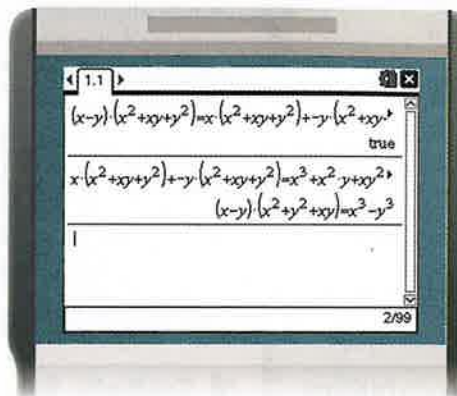 1.1
(x−y)·(x²+xy+y²)=x·(x²+xy+y²)+−y·(x²+xy
true
x·(x²+xy+y²)+−y·(x²+xy+y²)=x³+x²·y+xy²
(x−y)·(x²+y²+xy)=x³−y³
2/99